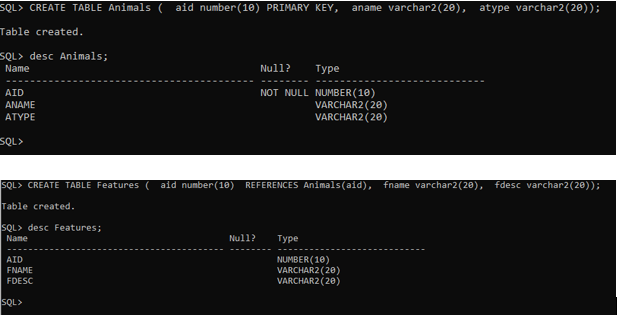 SQL> CREATE TABLE Animals (  aid number(10) PRIMARY KEY,  aname varchar2(20),  atype varchar2(20));
Table created.
SQL> desc Animals;
Name                                      Null?    Type
----------------------------------------- -------- ----------------------------
AID                                       NOT NULL NUMBER(10)
ANAME                                              VARCHAR2(20)
ATYPE                                              VARCHAR2(20)
SQL>
SQL> CREATE TABLE Features (  aid number(10)  REFERENCES Animals(aid),  fname varchar2(20),  fdesc varchar2(20));
Table created.
SQL> desc Features;
Name                                      Null?    Type
----------------------------------------- -------- ----------------------------
AID                                                NUMBER(10)
FNAME                                              VARCHAR2(20)
FDESC                                              VARCHAR2(20)
SQL>